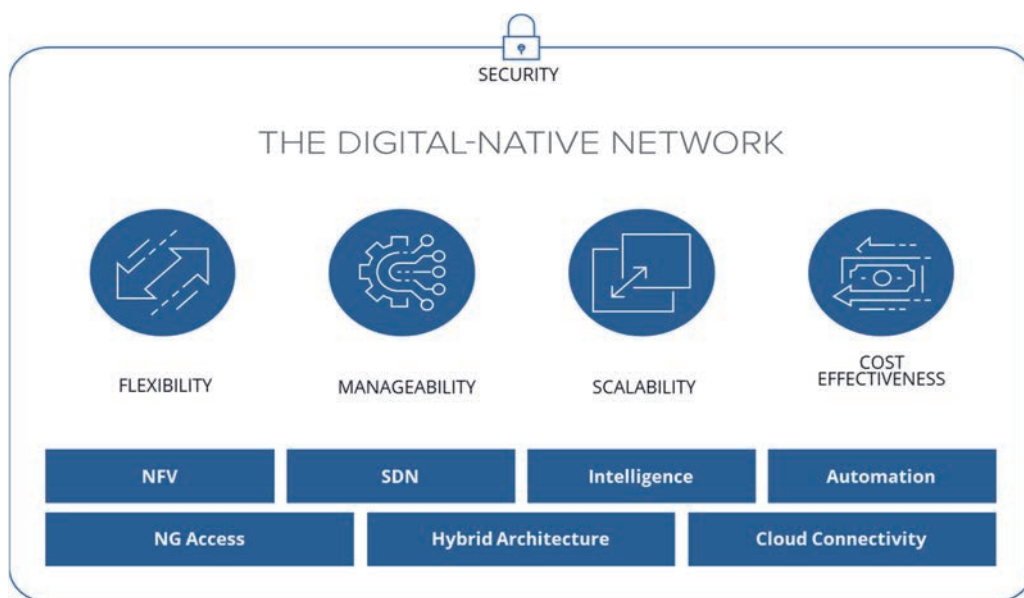 SECURITY
THE DIGITAL-NATIVE NETWORK
FLEXIBILITY
MANAGEABILITY
SCALABILITY
COST
EFFECTIVENESS
NFV
SDN
Intelligence
Automation
NG Access
Hybrid Architecture
Cloud Connectivity